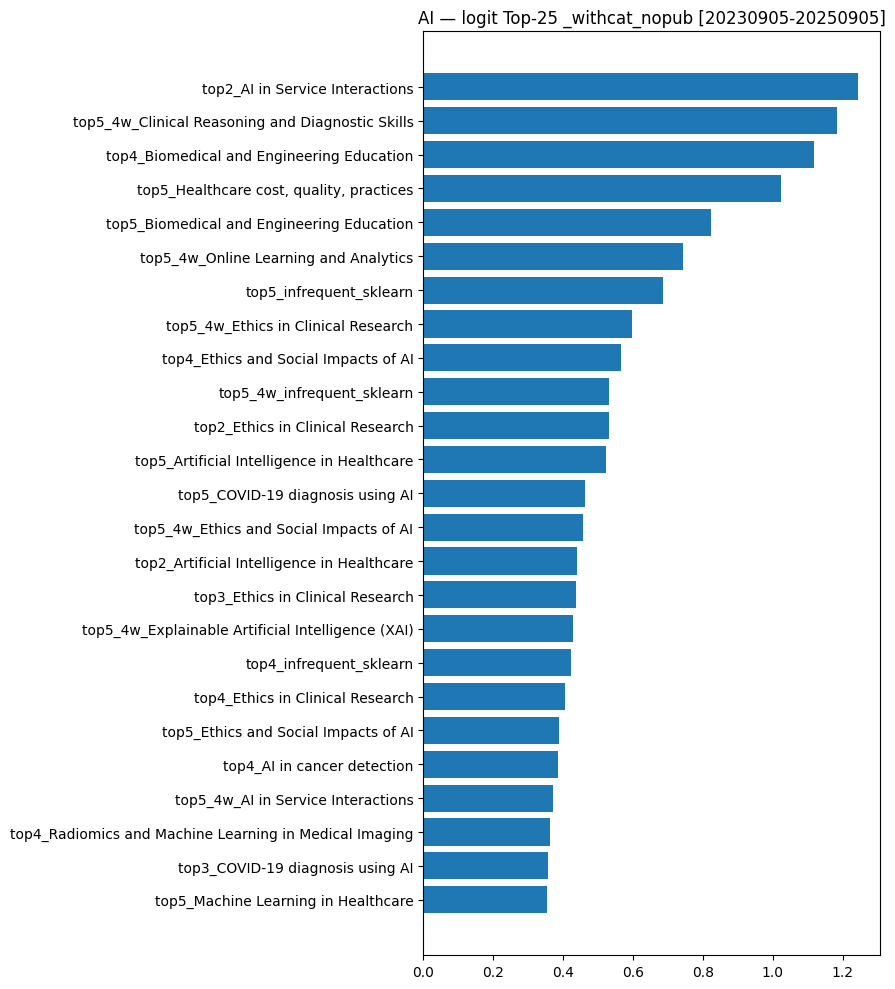 AI — logit Top-25 _withcat_nopub [20230905-20250905]
top2_AI in Service Interactions
top5_4w_Clinical Reasoning and Diagnostic Skills
top4_Biomedical and Engineering Education
top5_Healthcare cost, quality, practices
top5_Biomedical and Engineering Education
top5_4w_Online Learning and Analytics
top5_infrequent_sklearn
top5_4w_Ethics in Clinical Research
top4_Ethics and Social Impacts of AI
top5_4w_infrequent_sklearn
top2_Ethics in Clinical Research
top5_Artificial Intelligence in Healthcare
top5_COVID-19 diagnosis using AI
top5_4w_Ethics and Social Impacts of AI
top2_Artificial Intelligence in Healthcare
top3_Ethics in Clinical Research
top5_4w_Explainable Artificial Intelligence (XAI)
top4_infrequent_sklearn
top4_Ethics in Clinical Research
top5_Ethics and Social Impacts of AI
top4_AI in cancer detection
top5_4w_AI in Service Interactions
top4_Radiomics and Machine Learning in Medical Imaging
top3_COVID-19 diagnosis using AI
top5_Machine Learning in Healthcare
0.0 0.2 0.4 0.6 0.8 1.0 1.2